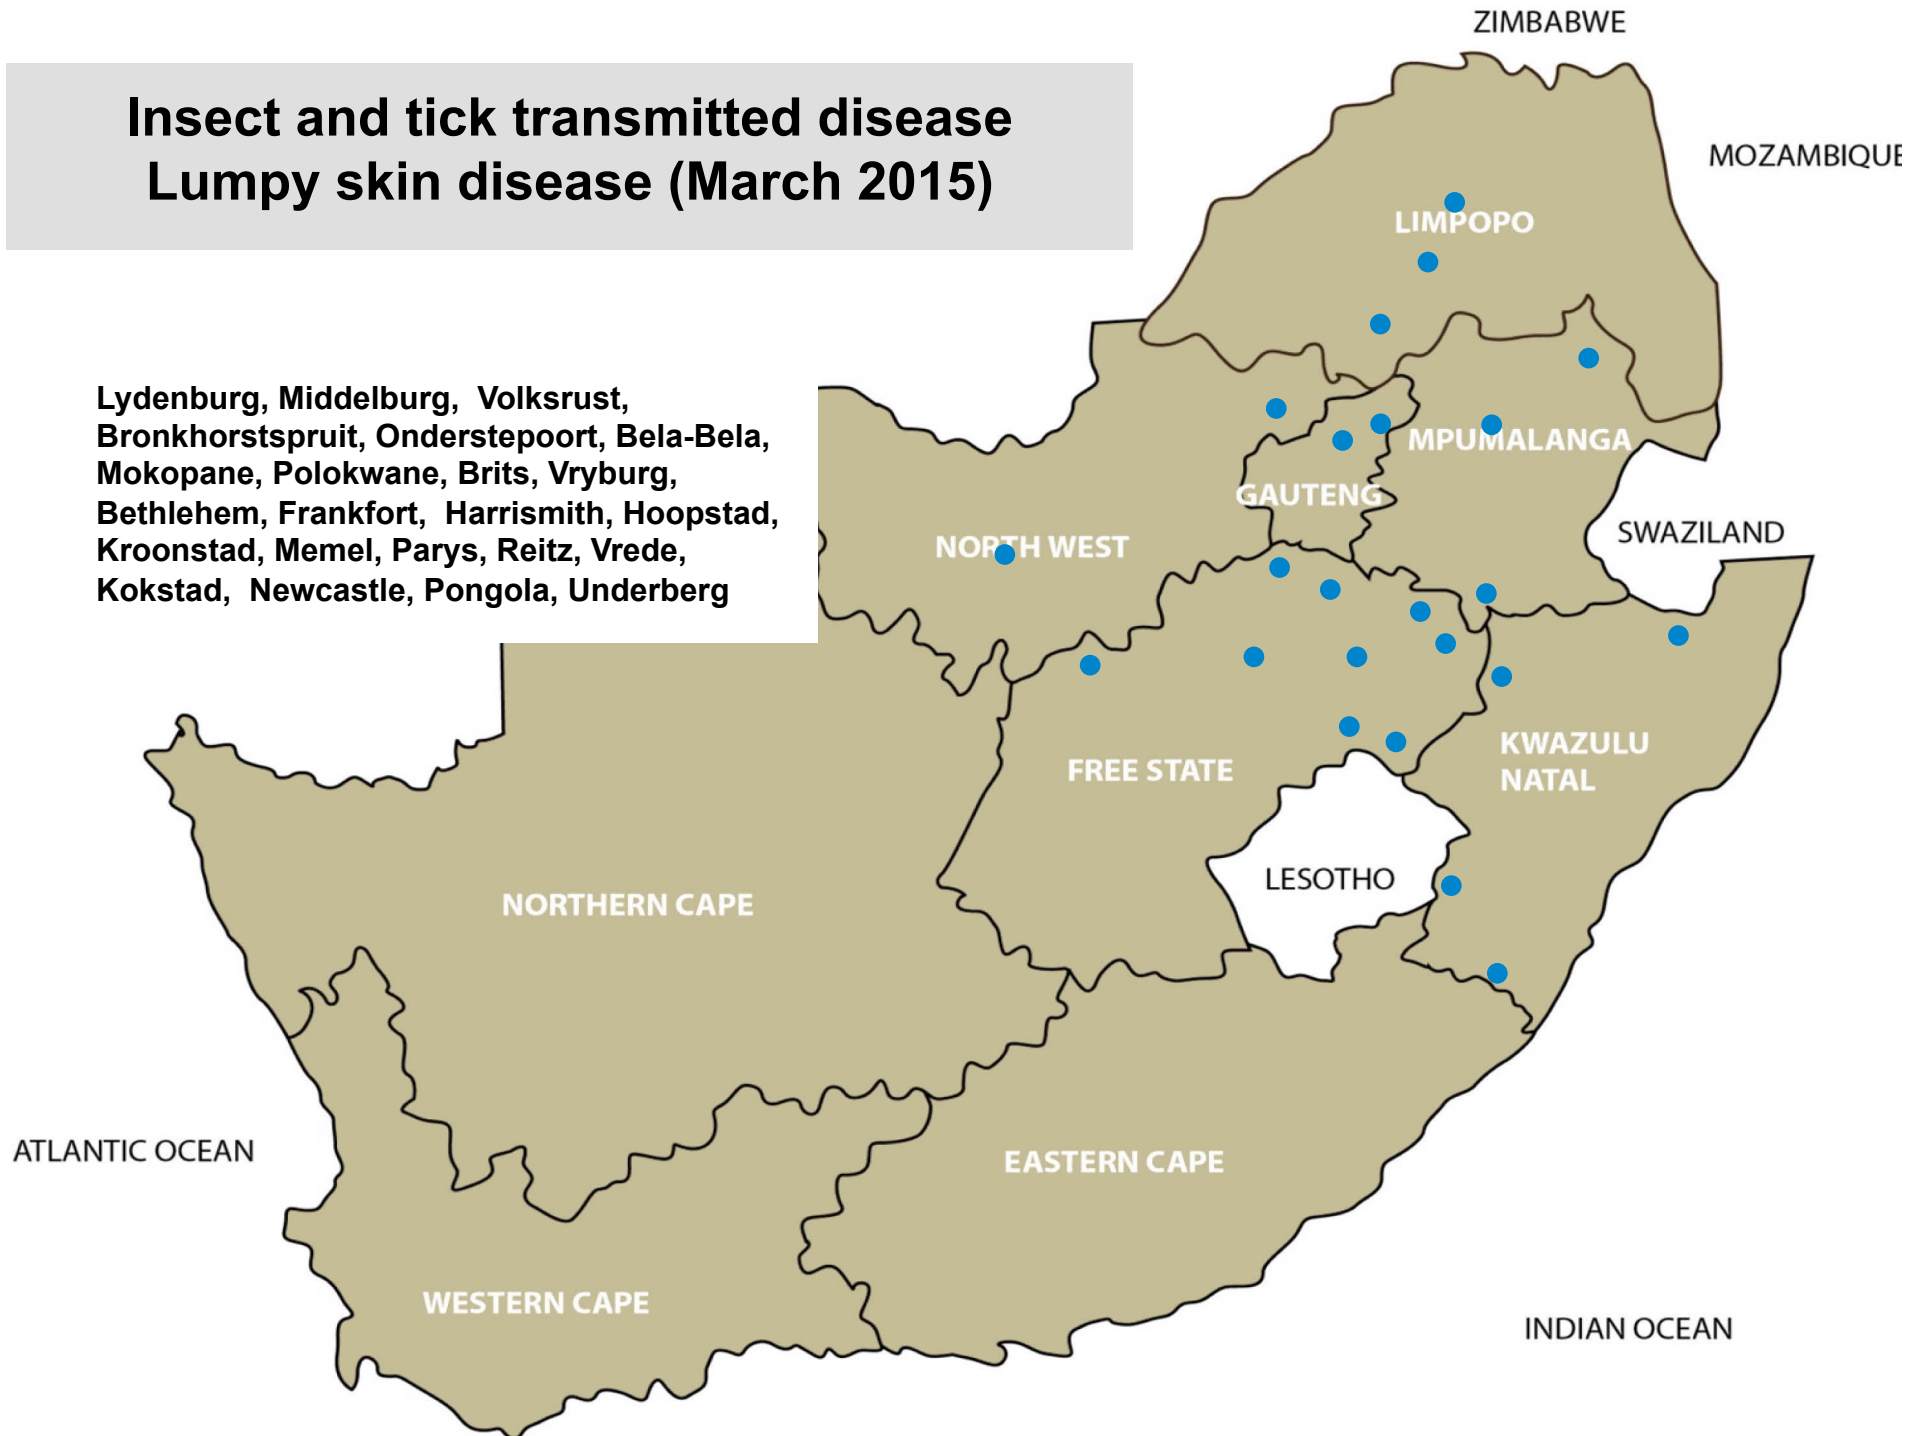 ZIMBABWE
Insect and tick transmitted disease
Lumpy skin disease (March 2015)
MOZAMBIQUE
LIMPOPO
Lydenburg, Middelburg,  Volksrust,
Bronkhorstspruit, Onderstepoort, Bela-Bela,
Mokopane, Polokwane, Brits, Vryburg,
Bethlehem, Frankfort,  Harrismith, Hoopstad,
Kroonstad, Memel, Parys, Reitz, Vrede,
Kokstad,  Newcastle, Pongola, Underberg
MPUMALANGA
GAUTENG
SWAZILAND
NORTH WEST
KWAZULU
NATAL
FREE STATE
LESOTHO
NORTHERN CAPE
ATLANTIC OCEAN
EASTERN CAPE
WESTERN CAPE
INDIAN OCEAN